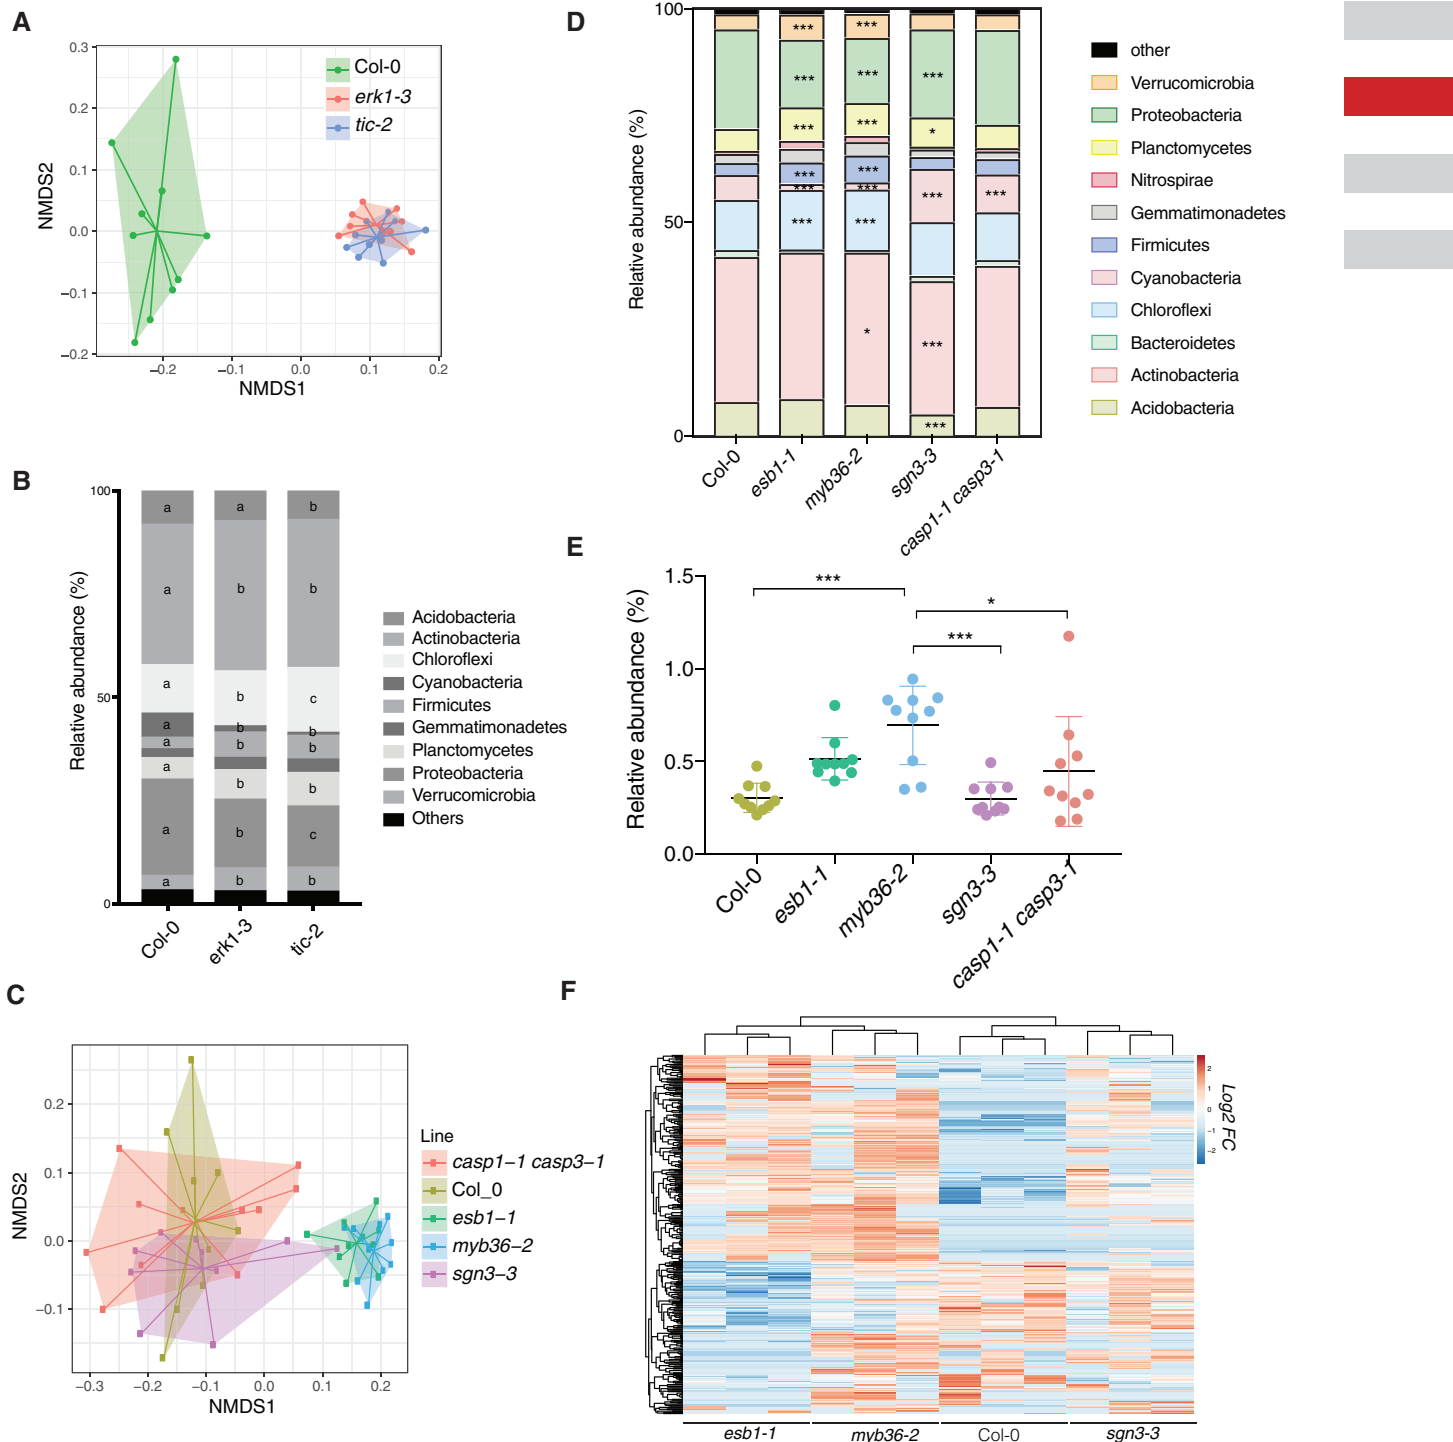 A
0.3
0.2
0.1
0.0
−0.1
−0.2
NMDS2
−0.2
−0.1
0.0
0.1
0.2
NMDS1
Col-0
erk1-3
tic-2
B
100
50
0
Relative abundance (%)
a
a
b
a
b
b
a
b
c
a
b
b
a
b
b
a
b
b
a
b
c
a
b
b
Col-0
erk1-3
tic-2
Acidobacteria
Actinobacteria
Chloroflexi
Cyanobacteria
Firmicutes
Gemmatimonadetes
Planctomycetes
Proteobacteria
Verrucomicrobia
Others
C
0.2
0.1
0.0
−0.1
NMDS2
−0.3
−0.2
−0.1
0.0
0.1
0.2
NMDS1
Line
casp1−1 casp3−1
Col_0
esb1−1
myb36−2
sgn3−3
D
100
50
0
Relative abundance (%)
***
***
***
***
***
***
***
*
***
***
***
***
***
***
***
***
*
***
***
Col-0
esb1-1
myb36-2
sgn3-3
casp1-1 casp3-1
other
Verrucomicrobia
Proteobacteria
Planctomycetes
Nitrospirae
Gemmatimonadetes
Firmicutes
Cyanobacteria
Chloroflexi
Bacteroidetes
Actinobacteria
Acidobacteria
E
1.5
1.0
0.5
0.0
Relative abundance (%)
***
*
***
Col-0
esb1-1
myb36-2
sgn3-3
casp1-1 casp3-1
F
2
1
0
−1
−2
Log2 FC
esb1-1
myb36-2
Col-0
sgn3-3